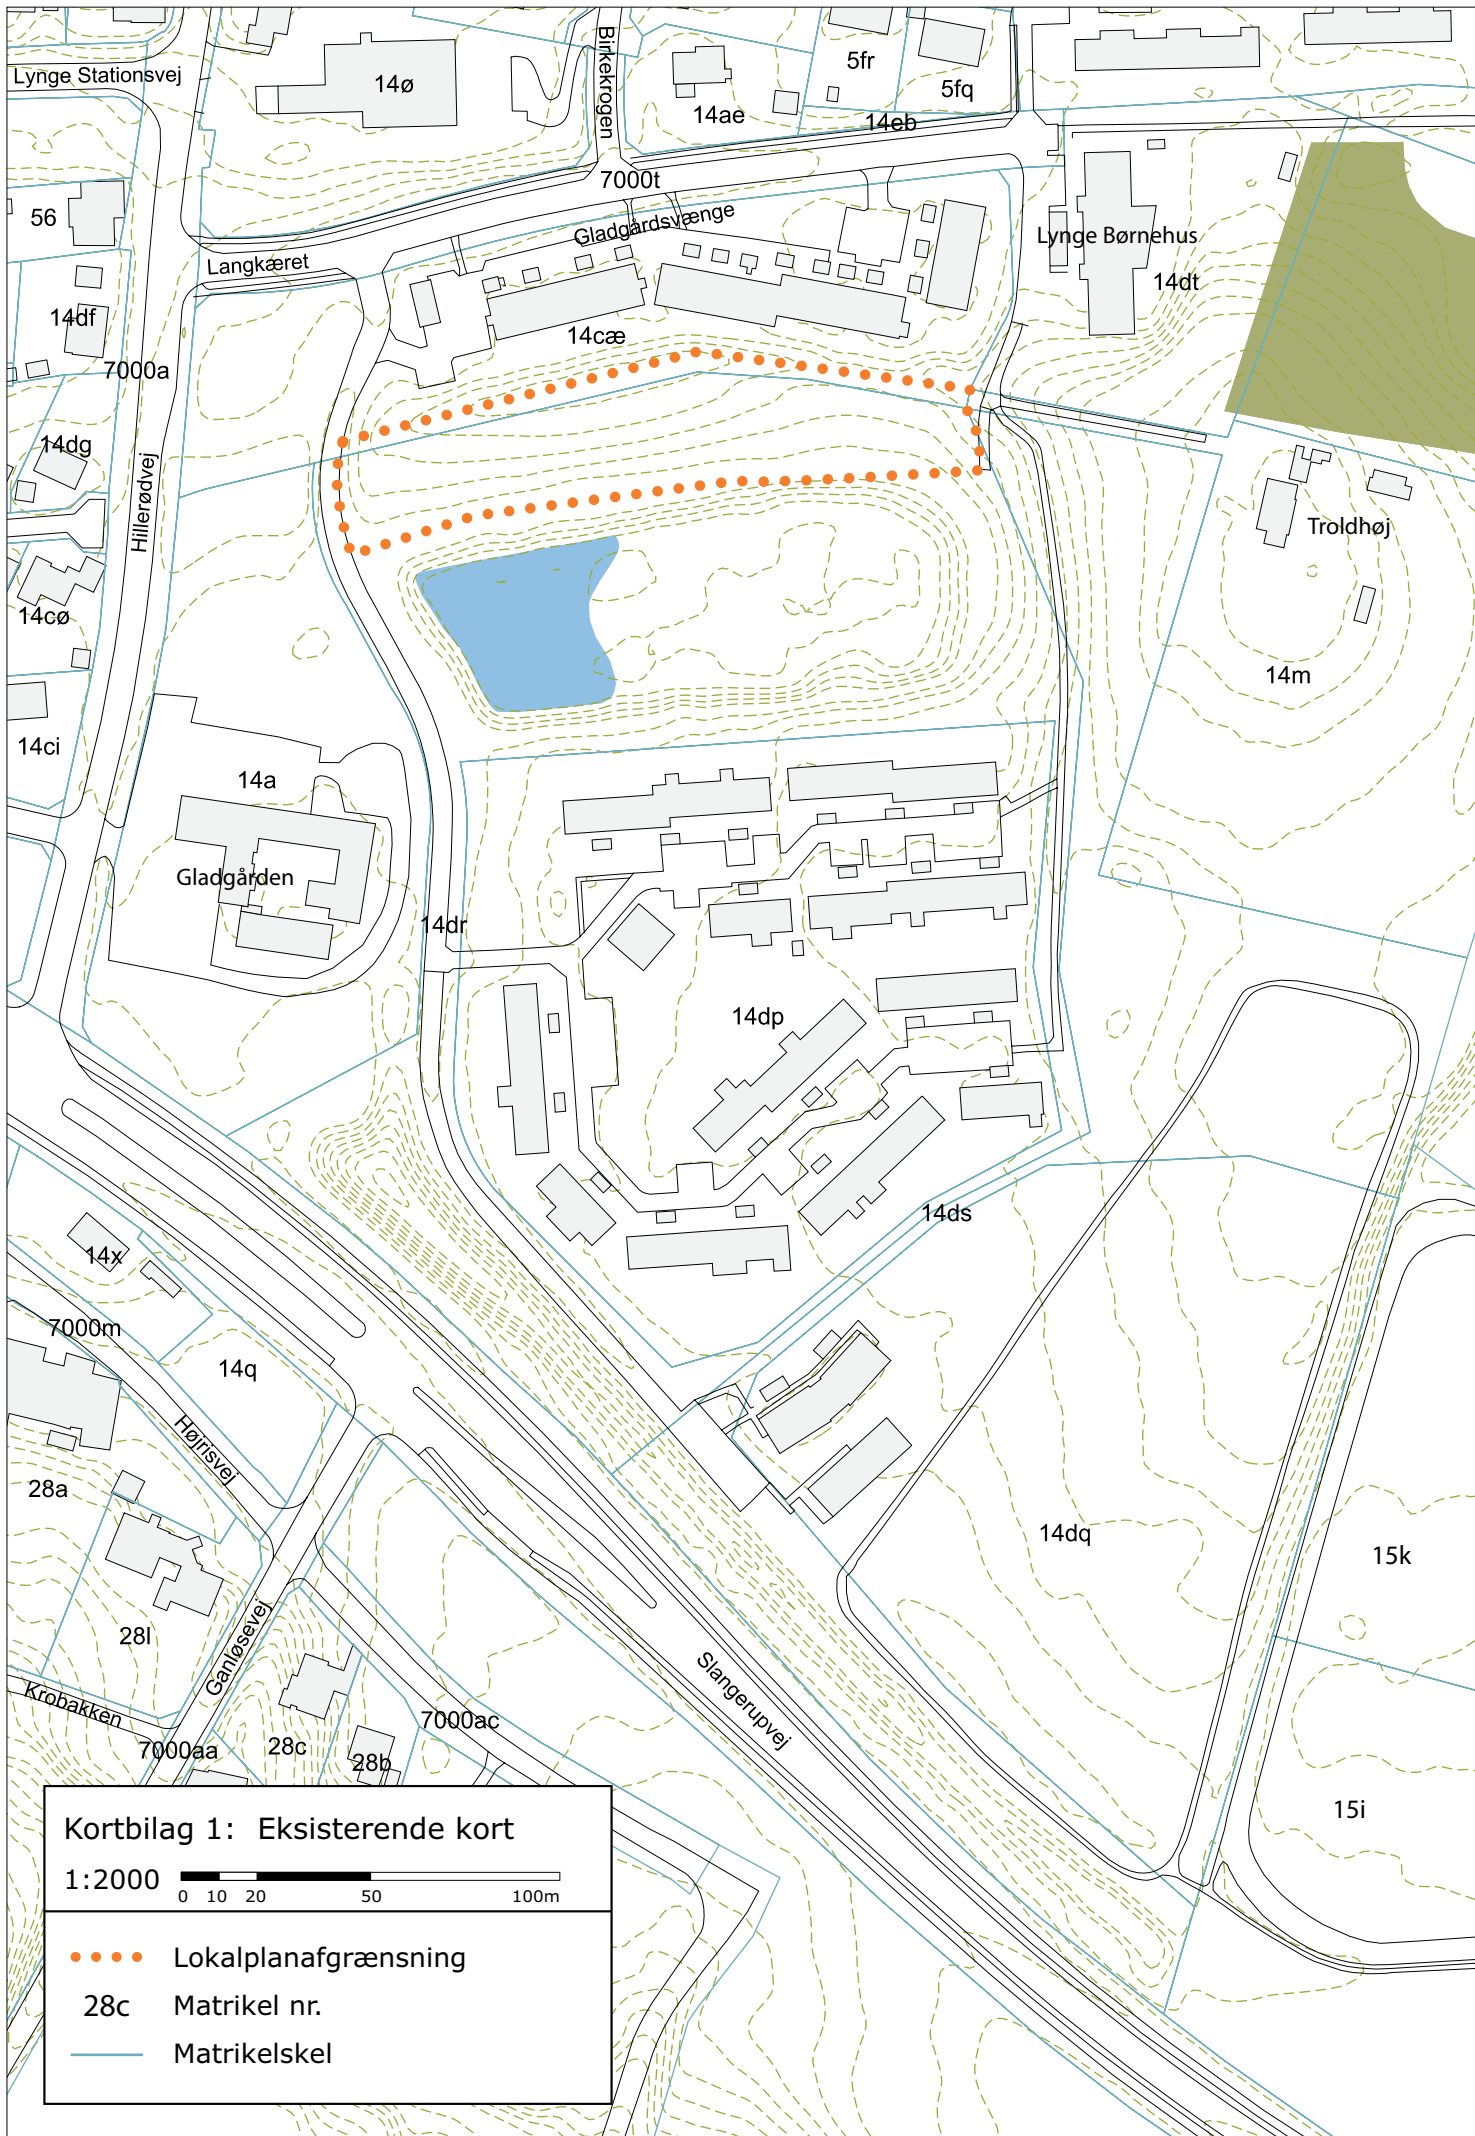 Lynge Stationsvej
14ø
Birkekrogen
5fr
5fq
14ae
14eb
7000t
56
Gladgårdsvænge
Lynge Børnehus
Langkæret
14dt
14df
14cæ
7000a
14dg
Hillerødvej
Troldhøj
14cø
14m
14ci
14a
Gladgården
14dr
14dp
14ds
14x
7000m
14q
Højrisvej
28a
14dq
15k
28l
Ganløsevej
Krobakken
Slangerupvej
7000ac
7000aa
28c
28b
15i
Kortbilag 1: Eksisterende kort
1:2000
0 10 20 50 100m
Lokalplanafgrænsning
28c Matrikel nr.
Matrikelskel